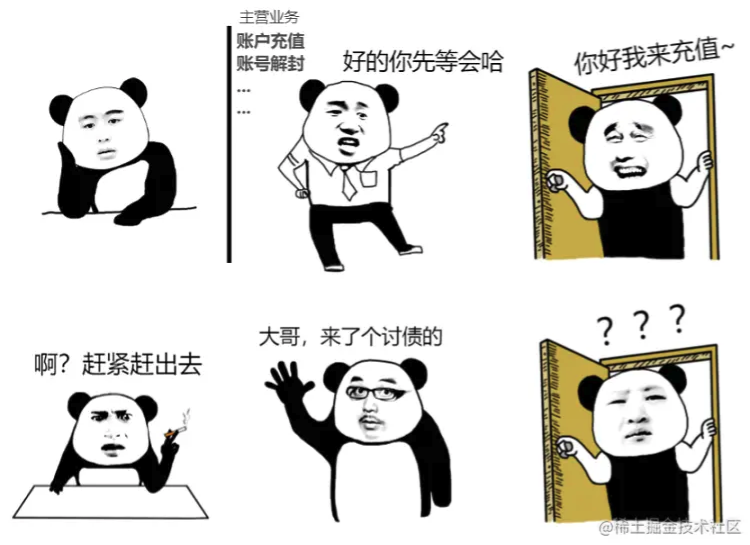 主营业务
账户充值
账号解封
...
...
好的你先等会哈
你好我来充值~
啊？赶紧赶出去
大哥，来了个讨债的
？？？
@稀土掘金技术社区